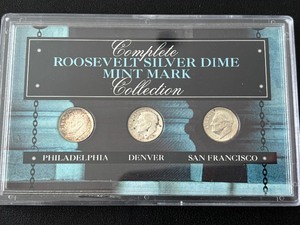 Complete
ROOSEVELT SILVER DIME
MINT MARK
Collection
PHILADELPHIA DENVER SAN FRANCISCO